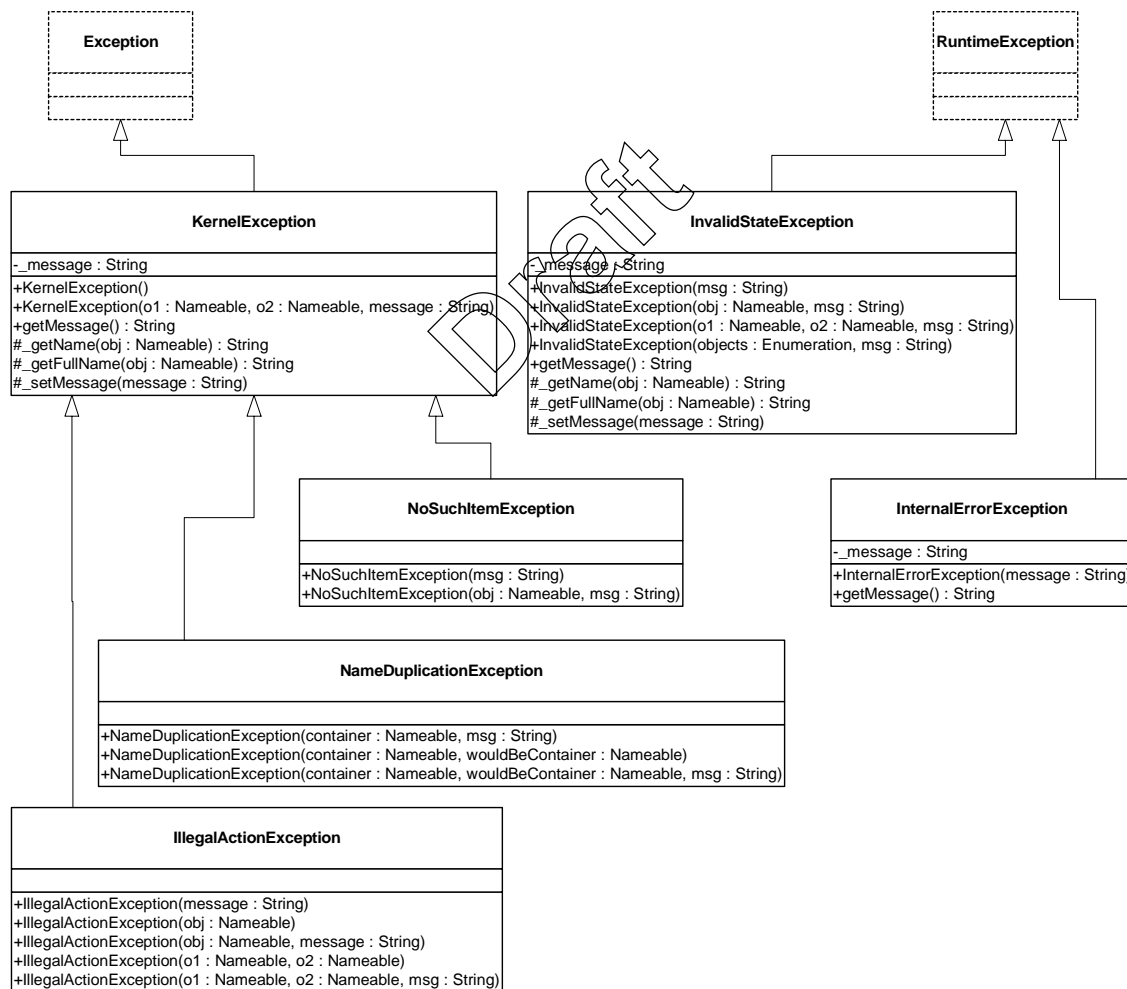 Exception
RuntimeException
KernelException
-_message : String
+KernelException()
+KernelException(o1 : Nameable, o2 : Nameable, message : String)
+getMessage() : String
#_getName(obj : Nameable) : String
#_getFullName(obj : Nameable) : String
#_setMessage(message : String)
InvalidStateException
-_message : String
+InvalidStateException(msg : String)
+InvalidStateException(obj : Nameable, msg : String)
+InvalidStateException(o1 : Nameable, o2 : Nameable, msg : String)
+InvalidStateException(objects : Enumeration, msg : String)
+getMessage() : String
#_getName(obj : Nameable) : String
#_getFullName(obj : Nameable) : String
#_setMessage(message : String)
Draft
NoSuchItemException
+NoSuchItemException(msg : String)
+NoSuchItemException(obj : Nameable, msg : String)
InternalErrorException
-_message : String
+InternalErrorException(message : String)
+getMessage() : String
NameDuplicationException
+NameDuplicationException(container : Nameable, msg : String)
+NameDuplicationException(container : Nameable, wouldBeContainer : Nameable)
+NameDuplicationException(container : Nameable, wouldBeContainer : Nameable, msg : String)
IllegalActionException
+IllegalActionException(message : String)
+IllegalActionException(obj : Nameable)
+IllegalActionException(obj : Nameable, message : String)
+IllegalActionException(o1 : Nameable, o2 : Nameable)
+IllegalActionException(o1 : Nameable, o2 : Nameable, msg : String)